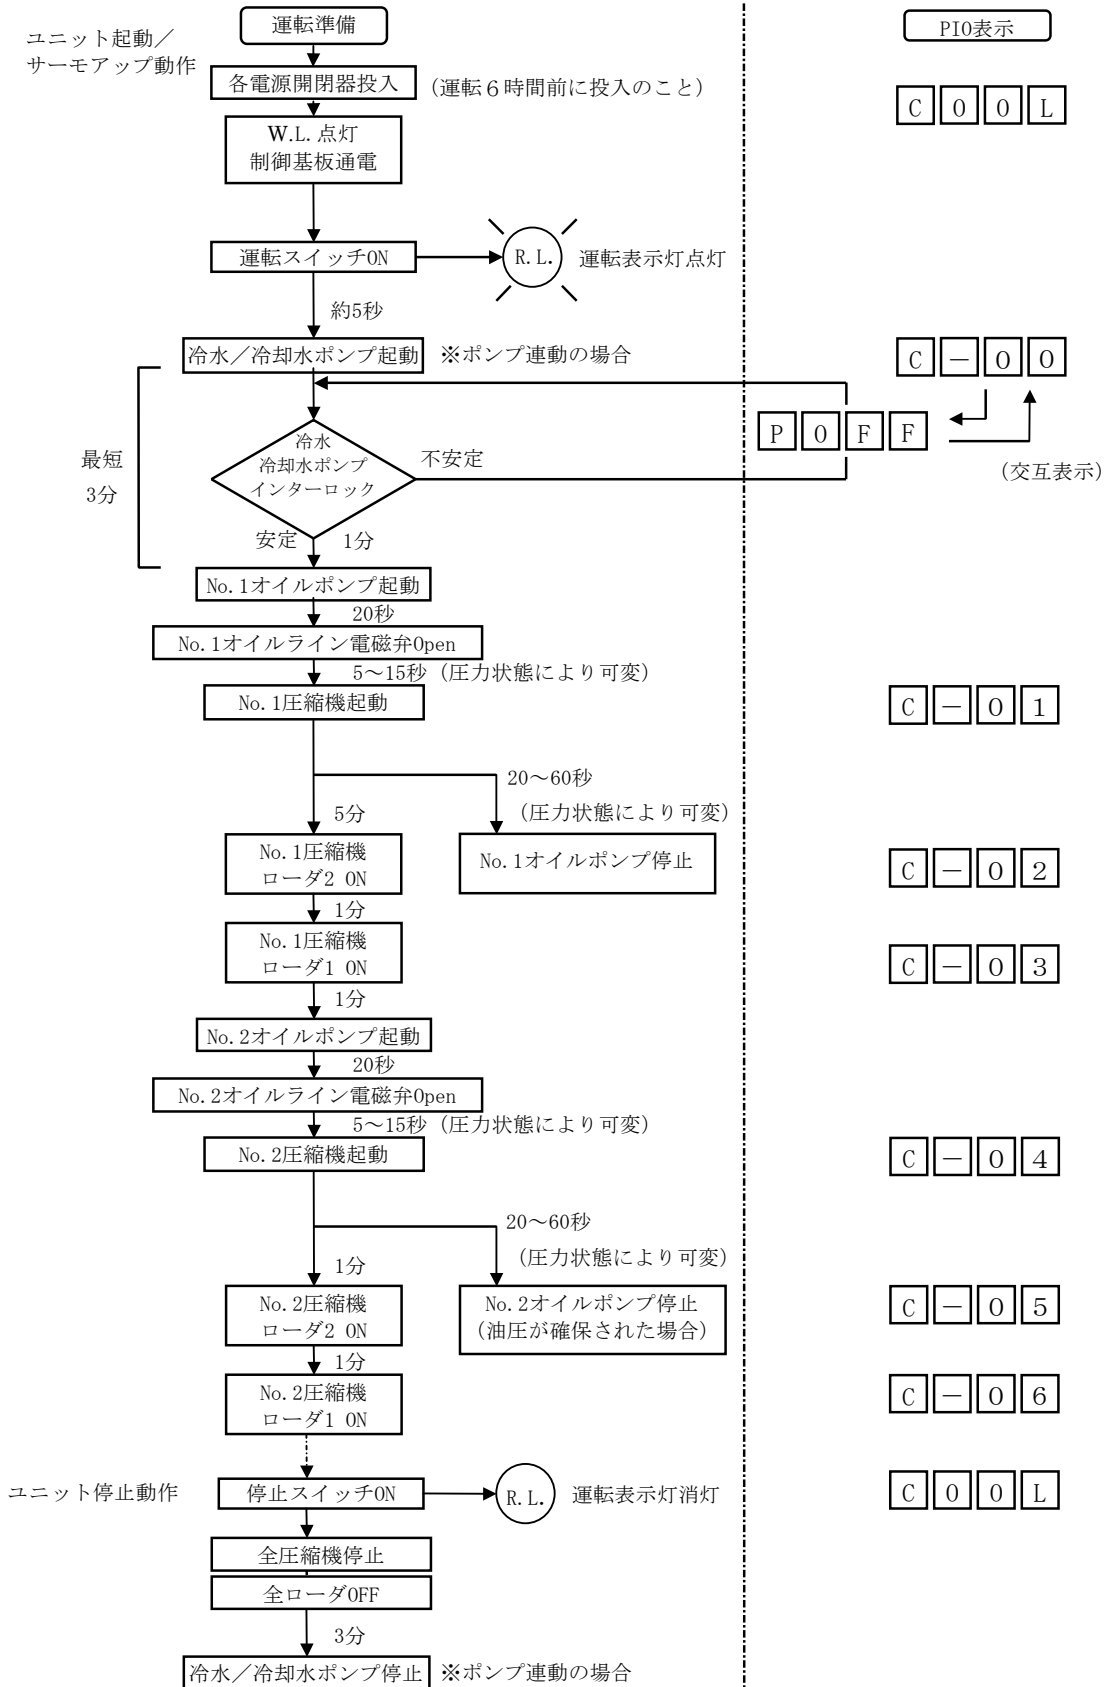 運転準備
PIO表示
ユニット起動／
サーモアップ動作
各電源開閉器投入
(運転６時間前に投入のこと)
C O O L
W.L.点灯
制御基板通電
運転スイッチON
R.L.
運転表示灯点灯
約5秒
冷水／冷却水ポンプ起動
※ポンプ連動の場合
C － 0 0
P O F F
(交互表示)
最短
3分
冷水
冷却水ポンプ
インターロック
不安定
安定
1分
No.1オイルポンプ起動
20秒
No.1オイルライン電磁弁Open
5～15秒 (圧力状態により可変)
No.1圧縮機起動
C － 0 1
20～60秒
(圧力状態により可変)
5分
No.1圧縮機
ローダ2 ON
No.1オイルポンプ停止
C － 0 2
1分
No.1圧縮機
ローダ1 ON
C － 0 3
1分
No.2オイルポンプ起動
20秒
No.2オイルライン電磁弁Open
5～15秒 (圧力状態により可変)
No.2圧縮機起動
C － 0 4
20～60秒
(圧力状態により可変)
1分
No.2圧縮機
ローダ2 ON
No.2オイルポンプ停止
(油圧が確保された場合)
C － 0 5
1分
No.2圧縮機
ローダ1 ON
C － 0 6
ユニット停止動作
停止スイッチON
R.L.
運転表示灯消灯
C O O L
全圧縮機停止
全ローダOFF
3分
冷水／冷却水ポンプ停止
※ポンプ連動の場合